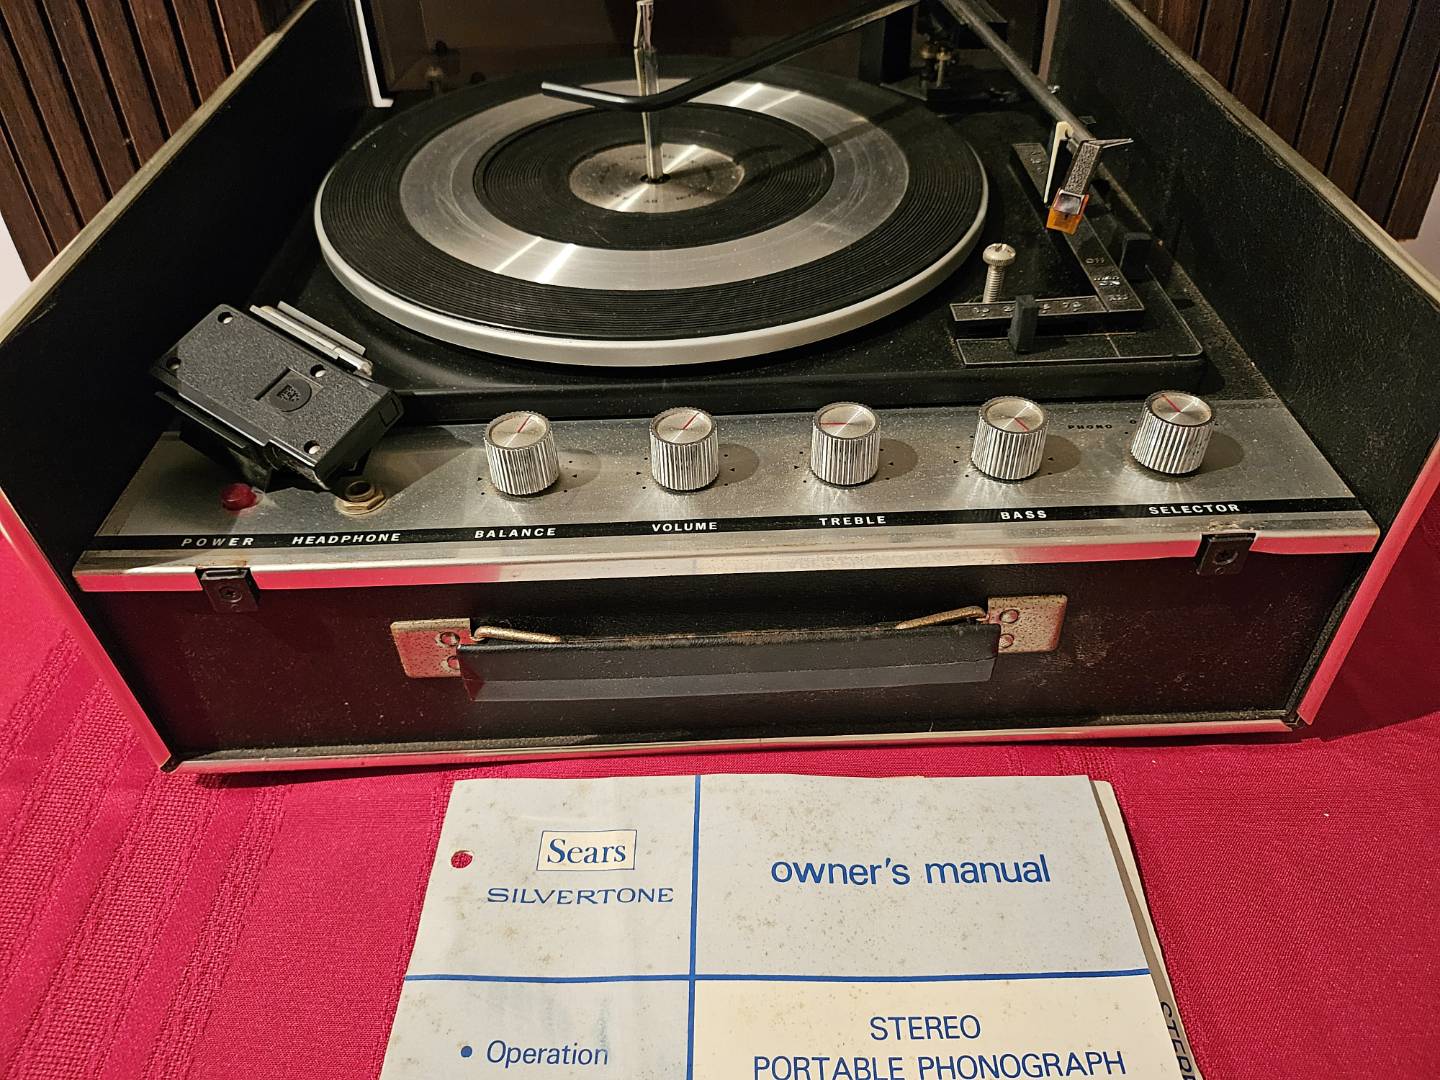 PHONO
POWER HEADPHONE BALANCE VOLUME TREBLE BASS SELECTOR
Sears
SILVERTONE
owner's manual
• Operation
STEREO
PORTABLE PHONOGRAPH